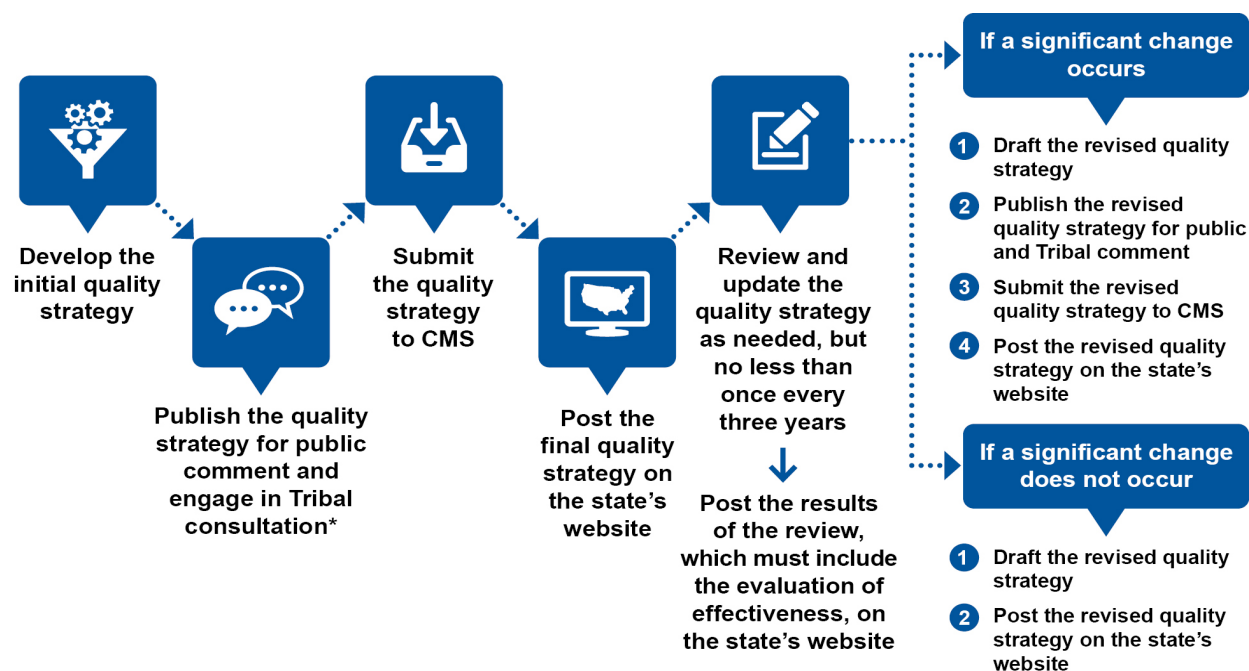 Develop the
initial quality
strategy
Publish the quality
strategy for public
comment and
engage in Tribal
consultation*
Submit
the quality
strategy
to CMS
Post the
final quality
strategy on
the state's
website
Review and
update the
quality strategy
as needed, but
no less than
once every
three years
Post the results
of the review,
which must include
the evaluation of
effectiveness, on
the state's website
If a significant change
occurs
1 Draft the revised quality
strategy
2 Publish the revised
quality strategy for public
and Tribal comment
3 Submit the revised
quality strategy to CMS
4 Post the revised quality
strategy on the state's
website
If a significant change
does not occur
1 Draft the revised quality
strategy
2 Post the revised quality
strategy on the state's
website